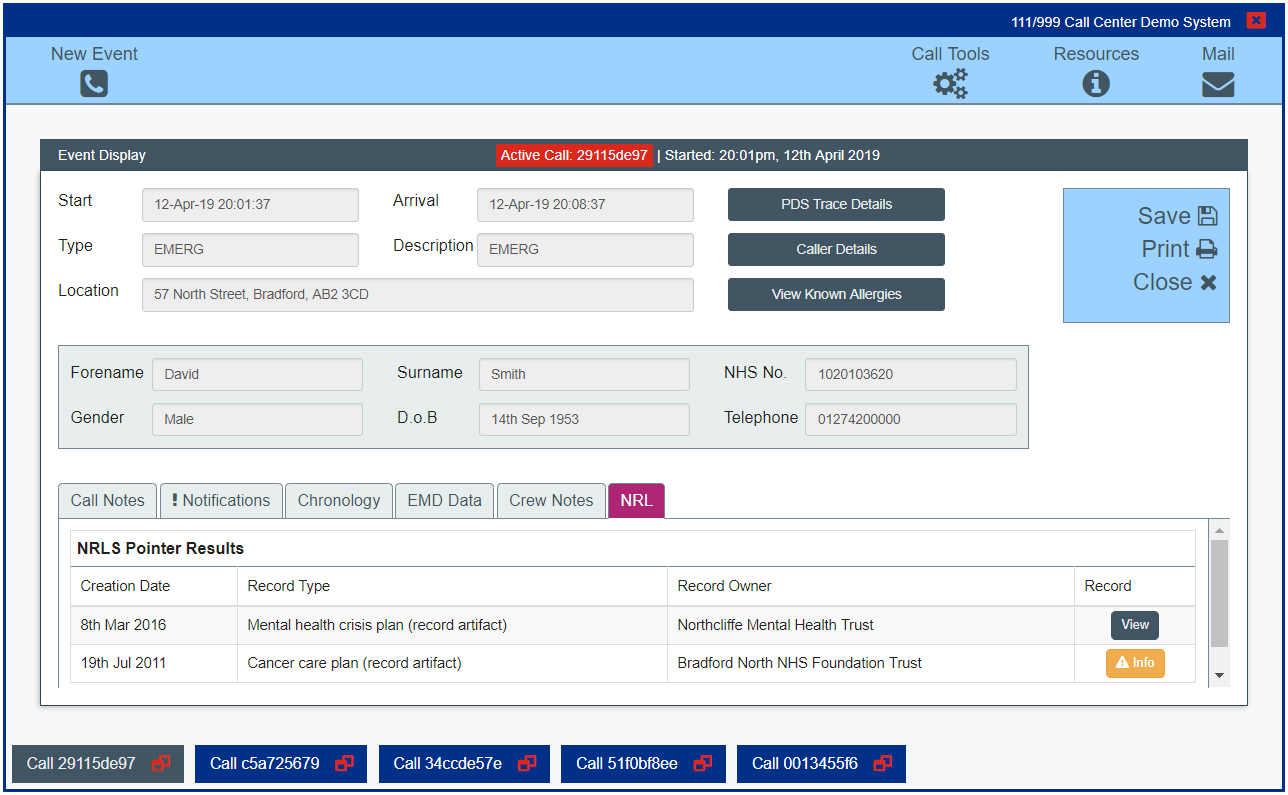 111/999 Call Center Demo System
New Event Call Tools Resources Mail
Event Display Active Call: 29115de97 | Started: 20:01pm, 12th April 2019
Start 12-Apr-19 20:01:37 Arrival 12-Apr-19 20:08:37 PDS Trace Details Save
Type EMERG Description EMERG Caller Details Print
Location 57 North Street, Bradford, AB2 3CD View Known Allergies Close
Forename David Surname Smith NHS No. 1020103620
Gender Male D.o.B 14th Sep 1953 Telephone 01274200000
Call Notes ! Notifications Chronology EMD Data Crew Notes NRL
NRLS Pointer Results
Creation Date Record Type Record Owner Record
8th Mar 2016 Mental health crisis plan (record artifact) Northcliffe Mental Health Trust View
19th Jul 2011 Cancer care plan (record artifact) Bradford North NHS Foundation Trust Info
Call 29115de97 Call c5a725679 Call 34ccde57e Call 51f0bf8ee Call 0013455f6